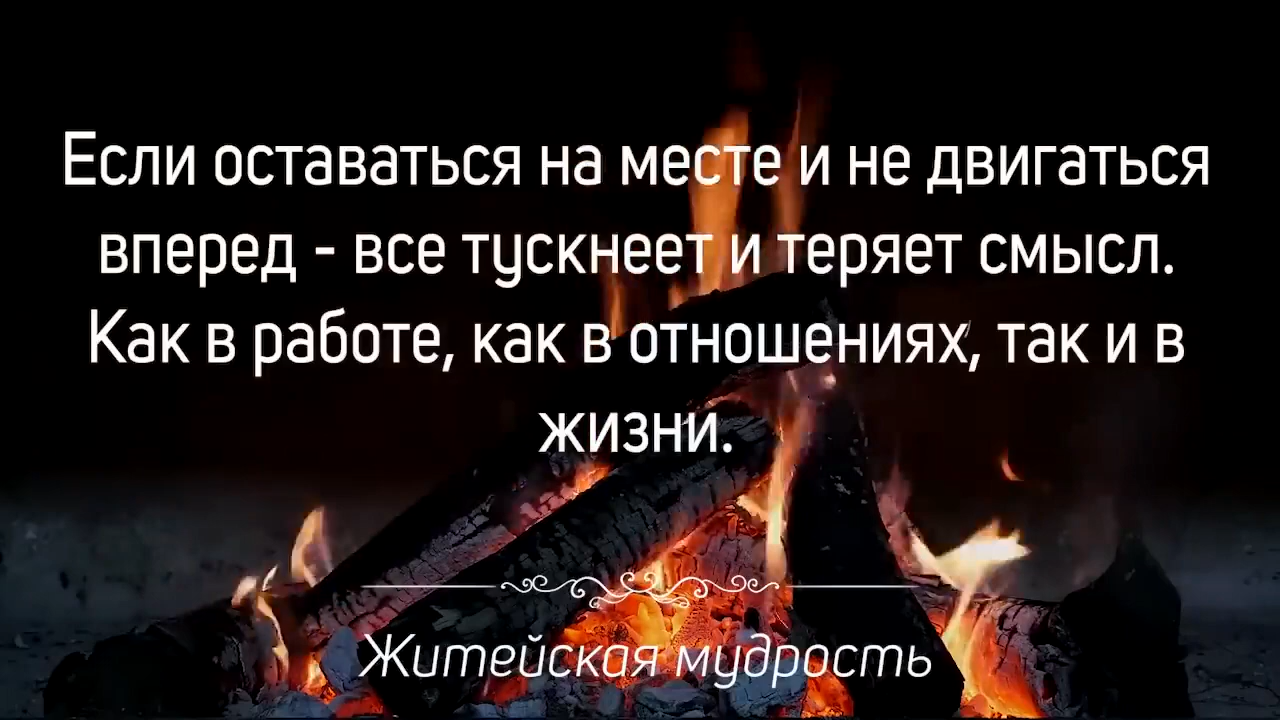 Если оставаться на месте и не двигаться
вперед - все тускнеет и теряет смысл.
Как в работе, как в отношениях, так и в
жизни.
Житейская мудрость